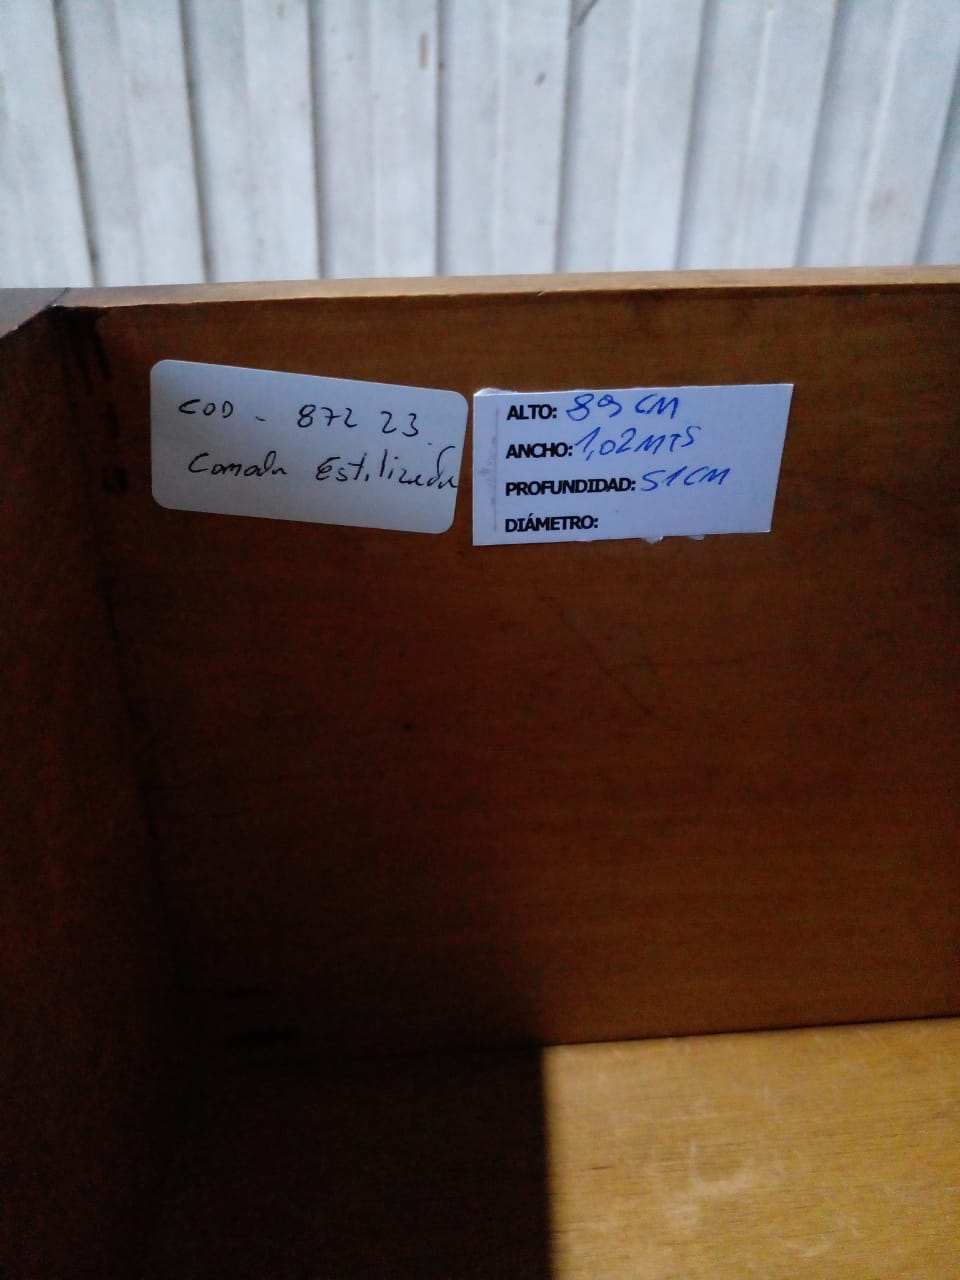 COD - 872 23
Comoda Estilizada
ALTO: 89 CM
ANCHO: 1,02 MTS
PROFUNDIDAD: 51 CM
DIÁMETRO: